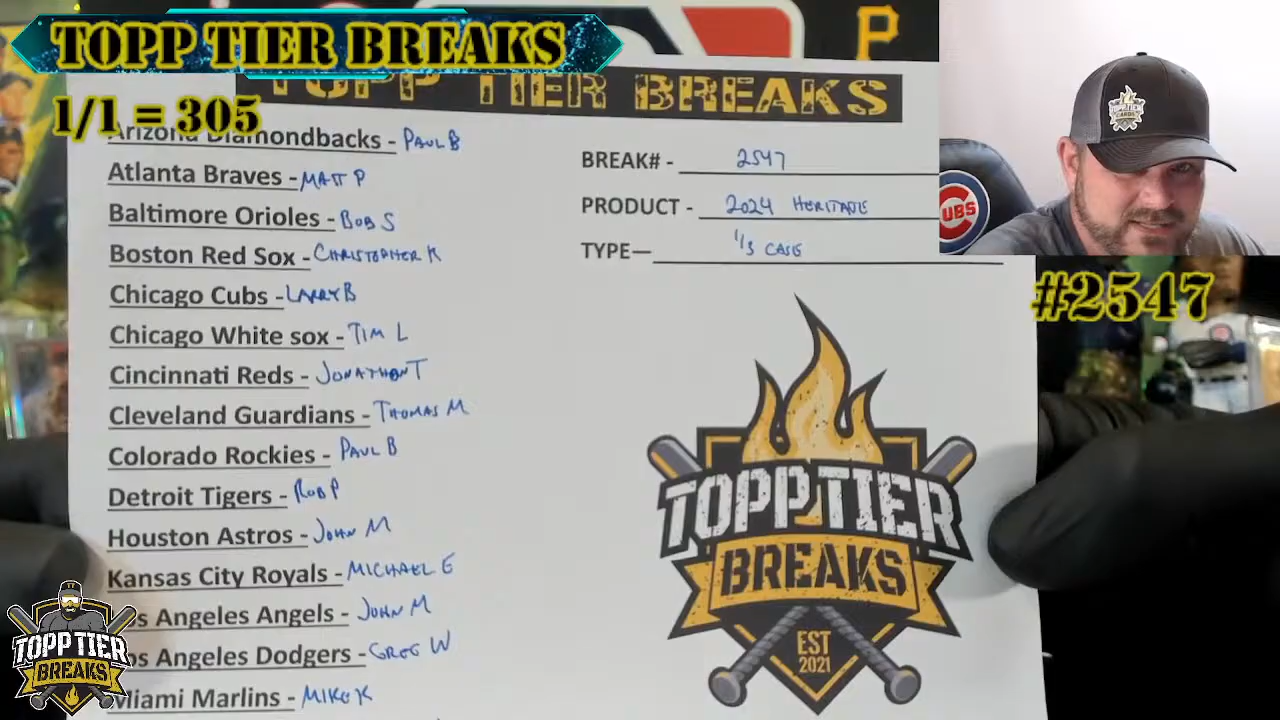 TOPP TIER BREAKS
TOPP TIER BREAKS
1/1 = 305
Arizona Diamondbacks - PAUL B
Atlanta Braves - MATT P
Baltimore Orioles - BOB S
Boston Red Sox - CHRISTOPHER K
Chicago Cubs - LARRY B
Chicago White sox - TIM L
Cincinnati Reds - JONATHON T
Cleveland Guardians - THOMAS M
Colorado Rockies - PAUL B
Detroit Tigers - ROB P
Houston Astros - JOHN M
Kansas City Royals - MICHAEL E
os Angeles Angels - JOHN M
os Angeles Dodgers - GREG W
Miami Marlins - MIKE K
BREAK# - 2547
PRODUCT - 2024 HERITAGE
TYPE— 1/3 CASE
#2547
TOPP TIER
BREAKS
EST
2021
TOPP TIER
BREAKS
P
CUBS